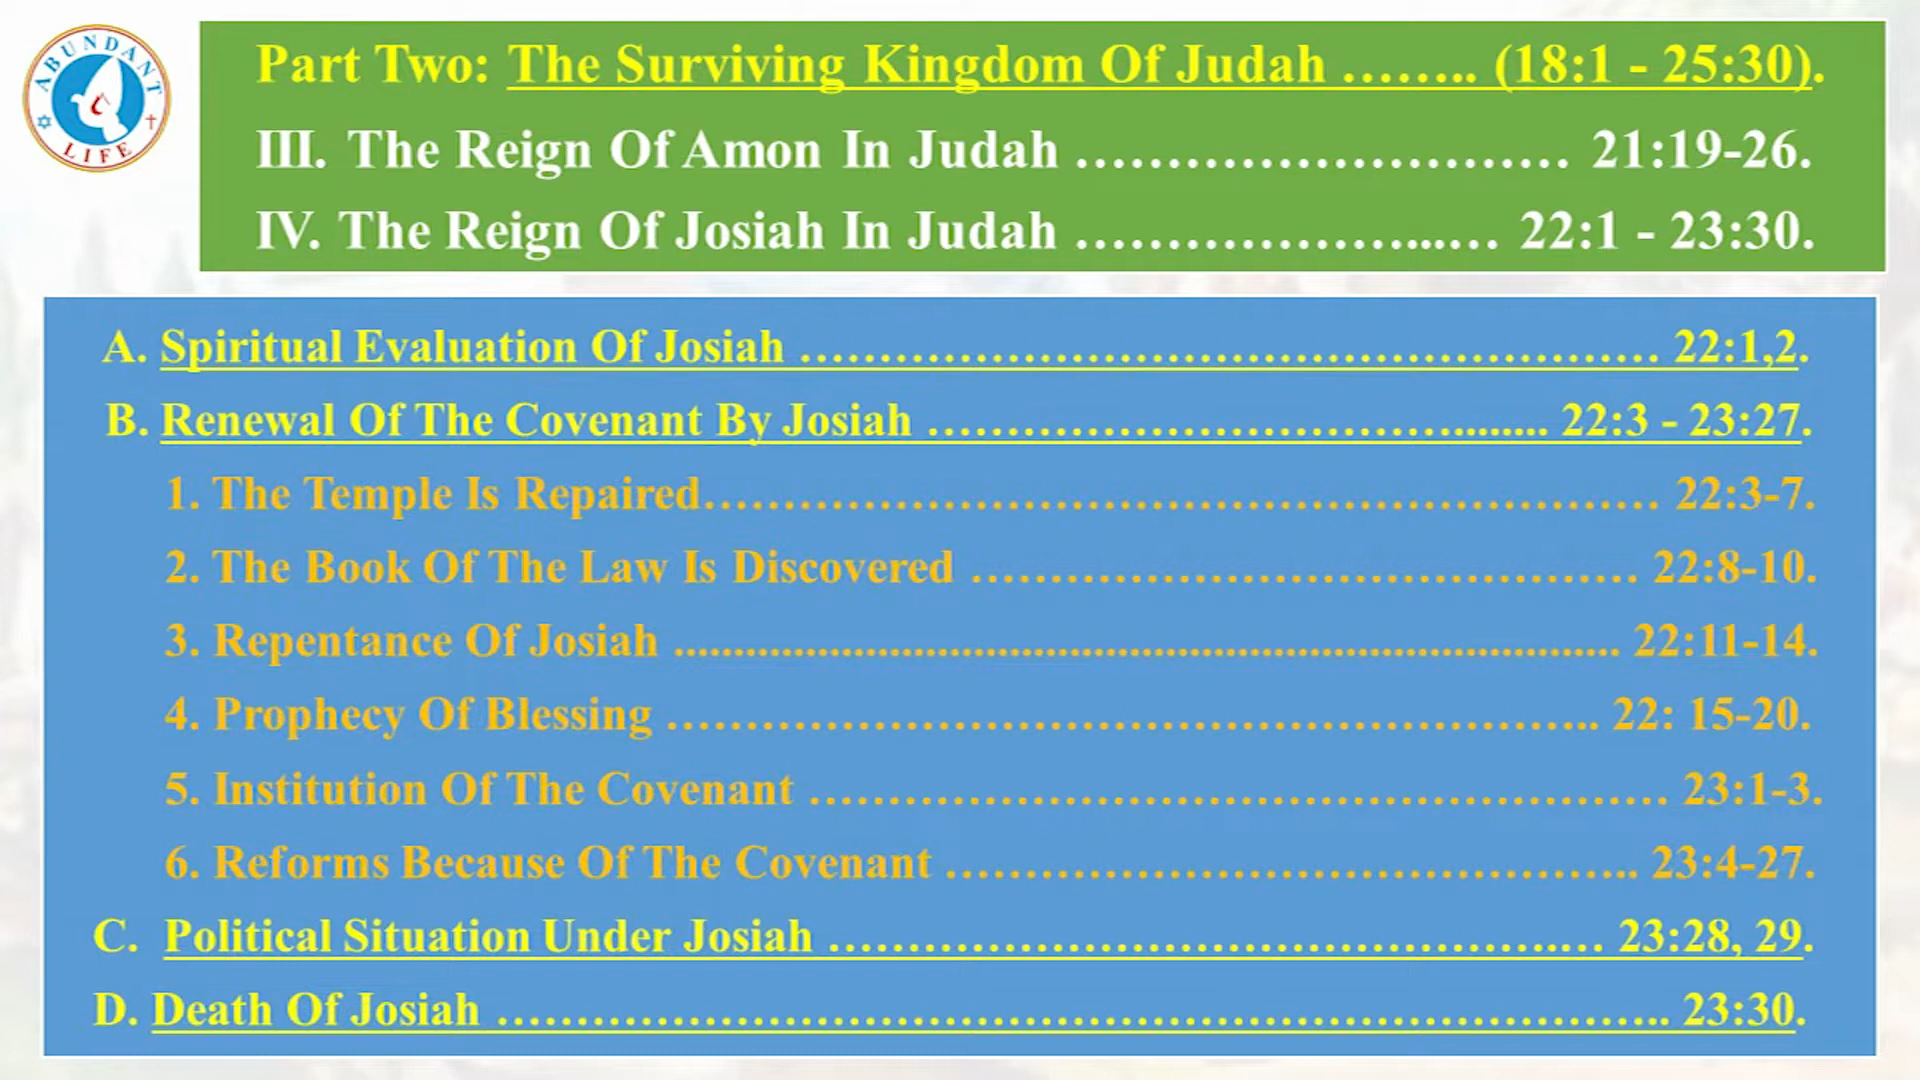 ABUNDANT
LIFE
Part Two: The Surviving Kingdom Of Judah …….. (18:1 - 25:30).
III. The Reign Of Amon In Judah ……………………… 21:19-26.
IV. The Reign Of Josiah In Judah ………………...… 22:1 - 23:30.
A. Spiritual Evaluation Of Josiah ……………………………………………… 22:1,2.
B. Renewal Of The Covenant By Josiah ……………………………........ 22:3 - 23:27.
1. The Temple Is Repaired…………………………………………………… 22:3-7.
2. The Book Of The Law Is Discovered …………………………………… 22:8-10.
3. Repentance Of Josiah ............................................................................... 22:11-14.
4. Prophecy Of Blessing ………………………………………………….. 22: 15-20.
5. Institution Of The Covenant ……………………………………………… 23:1-3.
6. Reforms Because Of The Covenant …………………………………….. 23:4-27.
C. Political Situation Under Josiah ……………………………………….… 23:28, 29.
D. Death Of Josiah ……………………………………………………………….. 23:30.